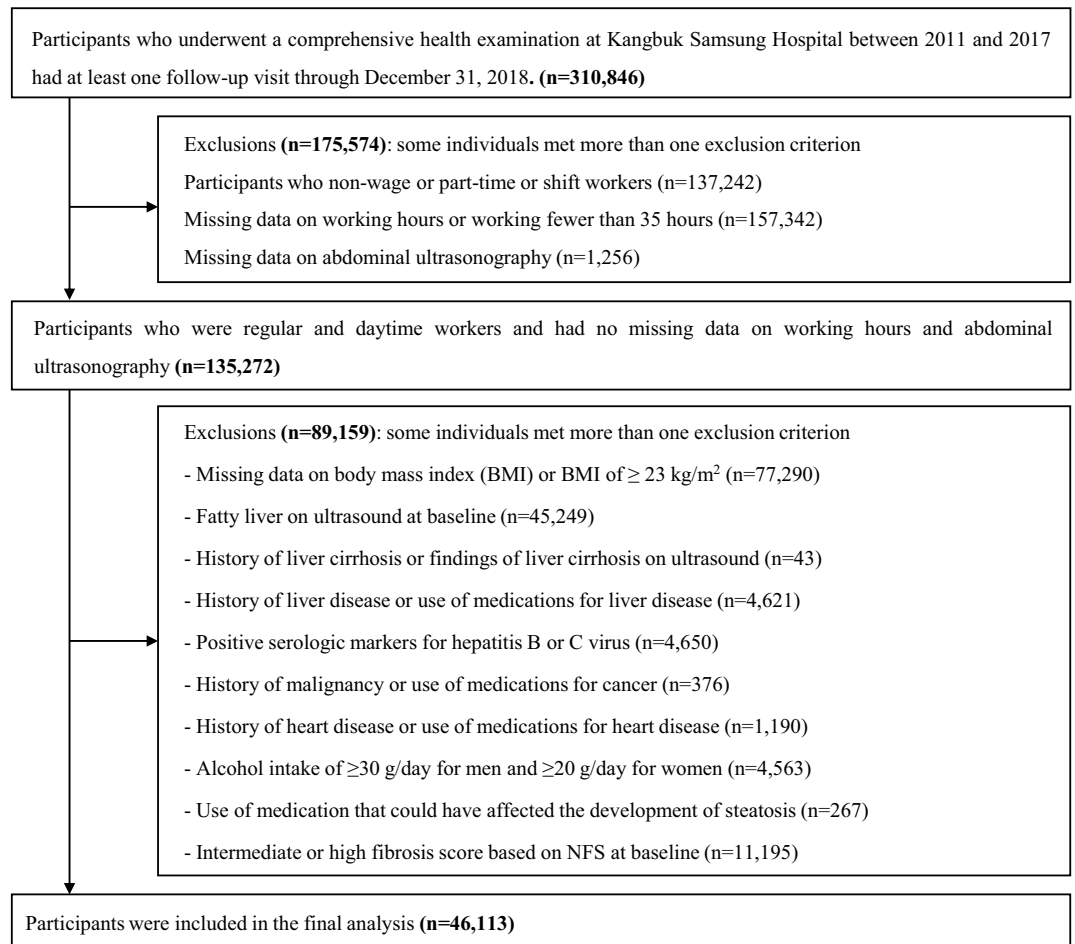 Participants who underwent a comprehensive health examination at Kangbuk Samsung Hospital between 2011 and 2017
had at least one follow-up visit through December 31, 2018. (n=310,846)
Exclusions (n=175,574): some individuals met more than one exclusion criterion
Participants who non-wage or part-time or shift workers (n=137,242)
Missing data on working hours or working fewer than 35 hours (n=157,342)
Missing data on abdominal ultrasonography (n=1,256)
Participants who were regular and daytime workers and had no missing data on working hours and abdominal
ultrasonography (n=135,272)
Exclusions (n=89,159): some individuals met more than one exclusion criterion
- Missing data on body mass index (BMI) or BMI of ≥ 23 kg/m² (n=77,290)
- Fatty liver on ultrasound at baseline (n=45,249)
- History of liver cirrhosis or findings of liver cirrhosis on ultrasound (n=43)
- History of liver disease or use of medications for liver disease (n=4,621)
- Positive serologic markers for hepatitis B or C virus (n=4,650)
- History of malignancy or use of medications for cancer (n=376)
- History of heart disease or use of medications for heart disease (n=1,190)
- Alcohol intake of ≥30 g/day for men and ≥20 g/day for women (n=4,563)
- Use of medication that could have affected the development of steatosis (n=267)
- Intermediate or high fibrosis score based on NFS at baseline (n=11,195)
Participants were included in the final analysis (n=46,113)